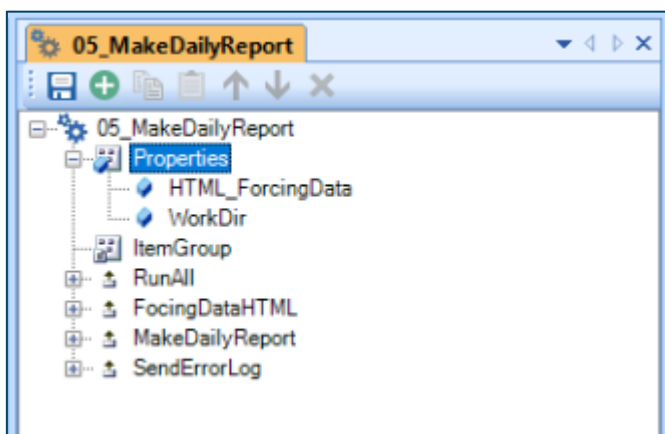 05_MakeDailyReport
05_MakeDailyReport
Properties
HTML_ForcingData
WorkDir
ItemGroup
RunAll
FocingDataHTML
MakeDailyReport
SendErrorLog